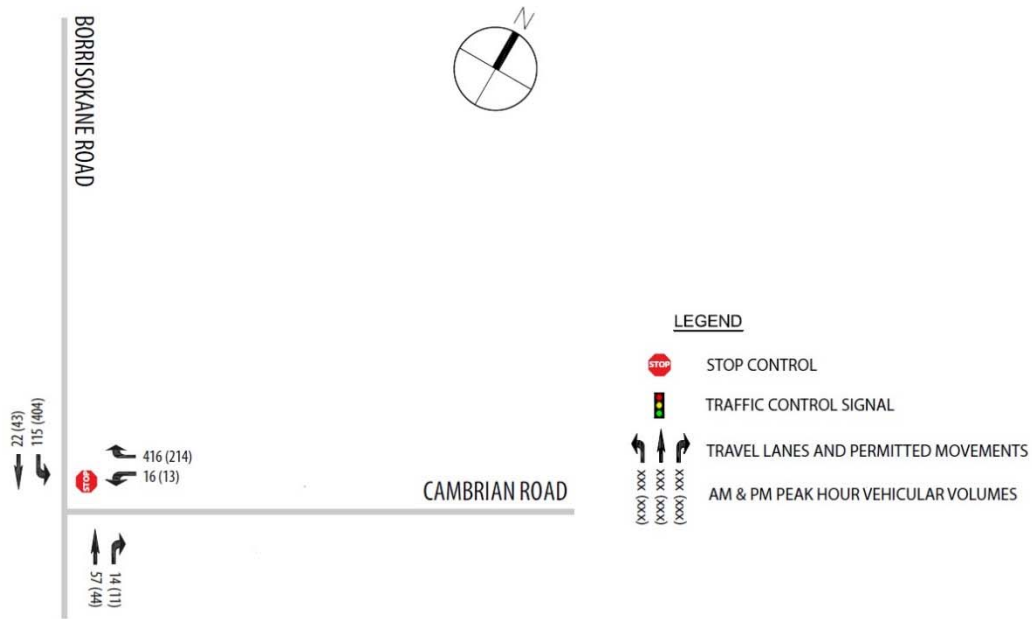 BORRISOKANE ROAD
N
22 (43)
115 (404)
416 (214)
STOP
16 (13)
CAMBRIAN ROAD
57 (44)
14 (11)
LEGEND
STOP
STOP CONTROL
TRAFFIC CONTROL SIGNAL
TRAVEL LANES AND PERMITTED MOVEMENTS
xxx (xxx)
xxx (xxx)
xxx (xxx)
AM & PM PEAK HOUR VEHICULAR VOLUMES